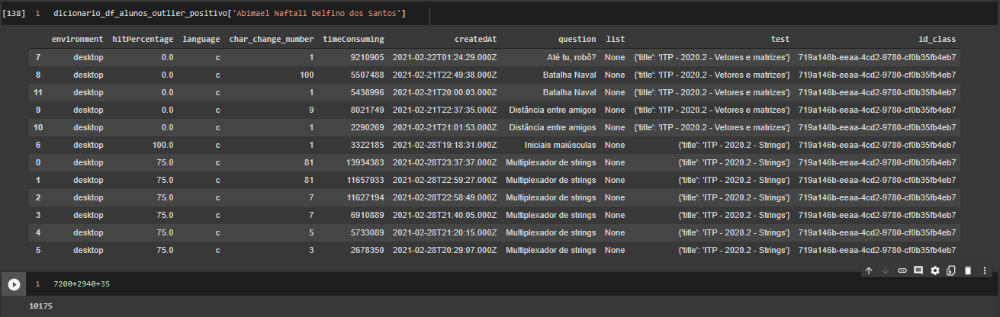 [138] 1 dicionario_df_alunos_outlier_positivo['Abimael Naftali Delfino dos Santos']
environment hitPercentage language char_change_number timeConsuming createdAt question list test id_class
7 desktop 0.0 c 1 9210905 2021-02-22T01:24:29.000Z Até tu, robô? None {'title': 'ITP - 2020.2 - Vetores e matrizes'} 719a146b-eeaa-4cd2-9780-cf0b35fb4eb7
8 desktop 0.0 c 100 5507488 2021-02-21T22:49:38.000Z Batalha Naval None {'title': 'ITP - 2020.2 - Vetores e matrizes'} 719a146b-eeaa-4cd2-9780-cf0b35fb4eb7
11 desktop 0.0 c 1 5438996 2021-02-21T20:00:03.000Z Batalha Naval None {'title': 'ITP - 2020.2 - Vetores e matrizes'} 719a146b-eeaa-4cd2-9780-cf0b35fb4eb7
9 desktop 0.0 c 9 8021749 2021-02-21T22:37:35.000Z Distância entre amigos None {'title': 'ITP - 2020.2 - Vetores e matrizes'} 719a146b-eeaa-4cd2-9780-cf0b35fb4eb7
10 desktop 0.0 c 1 2290269 2021-02-21T21:01:53.000Z Distância entre amigos None {'title': 'ITP - 2020.2 - Vetores e matrizes'} 719a146b-eeaa-4cd2-9780-cf0b35fb4eb7
6 desktop 100.0 c 1 3322185 2021-02-28T19:18:31.000Z Iniciais maiúsculas None {'title': 'ITP - 2020.2 - Strings'} 719a146b-eeaa-4cd2-9780-cf0b35fb4eb7
0 desktop 75.0 c 81 13934383 2021-02-28T23:37:37.000Z Multiplexador de strings None {'title': 'ITP - 2020.2 - Strings'} 719a146b-eeaa-4cd2-9780-cf0b35fb4eb7
1 desktop 75.0 c 81 11657933 2021-02-28T22:59:27.000Z Multiplexador de strings None {'title': 'ITP - 2020.2 - Strings'} 719a146b-eeaa-4cd2-9780-cf0b35fb4eb7
2 desktop 75.0 c 7 11627194 2021-02-28T22:58:49.000Z Multiplexador de strings None {'title': 'ITP - 2020.2 - Strings'} 719a146b-eeaa-4cd2-9780-cf0b35fb4eb7
3 desktop 75.0 c 7 6910889 2021-02-28T21:40:05.000Z Multiplexador de strings None {'title': 'ITP - 2020.2 - Strings'} 719a146b-eeaa-4cd2-9780-cf0b35fb4eb7
4 desktop 75.0 c 5 5733089 2021-02-28T21:20:15.000Z Multiplexador de strings None {'title': 'ITP - 2020.2 - Strings'} 719a146b-eeaa-4cd2-9780-cf0b35fb4eb7
5 desktop 75.0 c 3 2678350 2021-02-28T20:29:07.000Z Multiplexador de strings None {'title': 'ITP - 2020.2 - Strings'} 719a146b-eeaa-4cd2-9780-cf0b35fb4eb7
1 7200+2940+35
10175